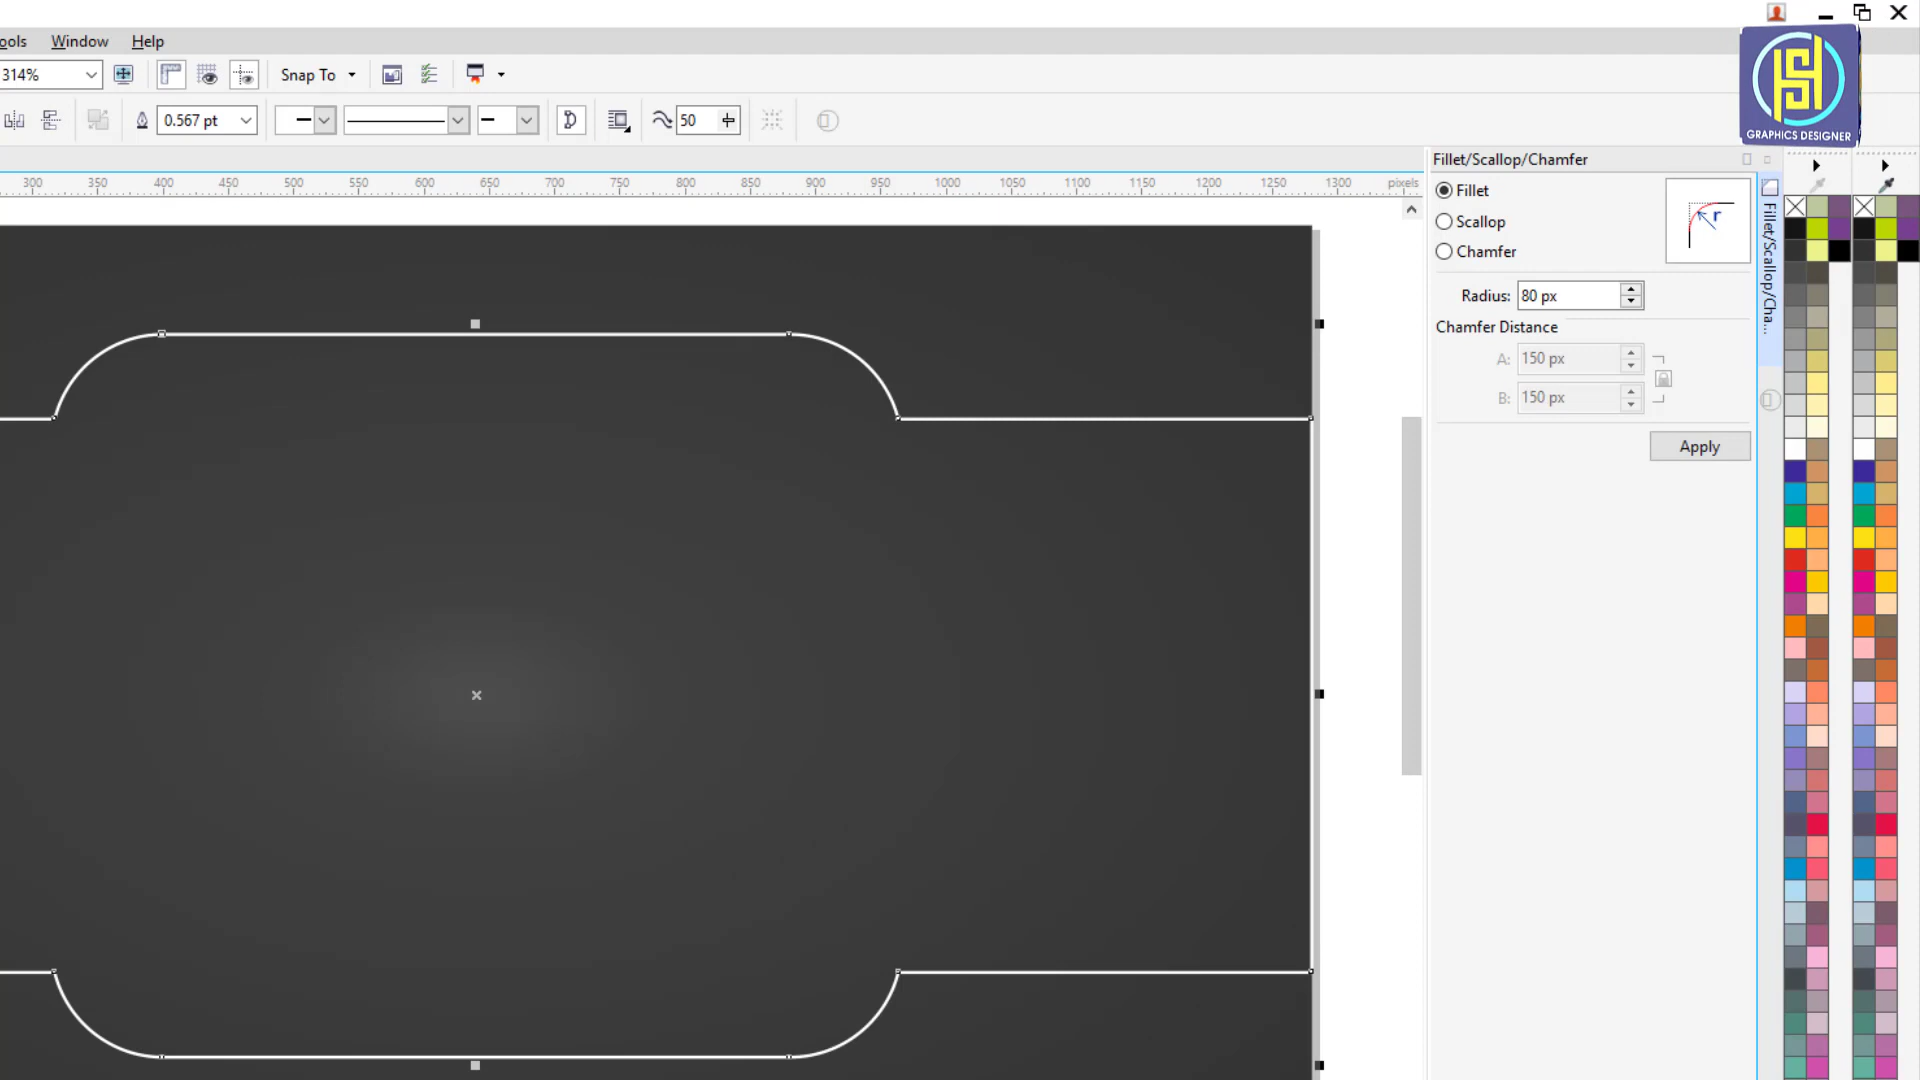 ools Window Help
314% Snap To
0.567 pt 50
GRAPHICS DESIGNER
Fillet/Scallop/Chamfer
300 350 400 450 500 550 600 650 700 750 800 850 900 950 1000 1050 1100 1150 1200 1250 1300 pixels
Fillet
r
Scallop
Chamfer
Radius: 80 px
Chamfer Distance
A: 150 px
B: 150 px
Apply
Fillet/Scallop/Cha...